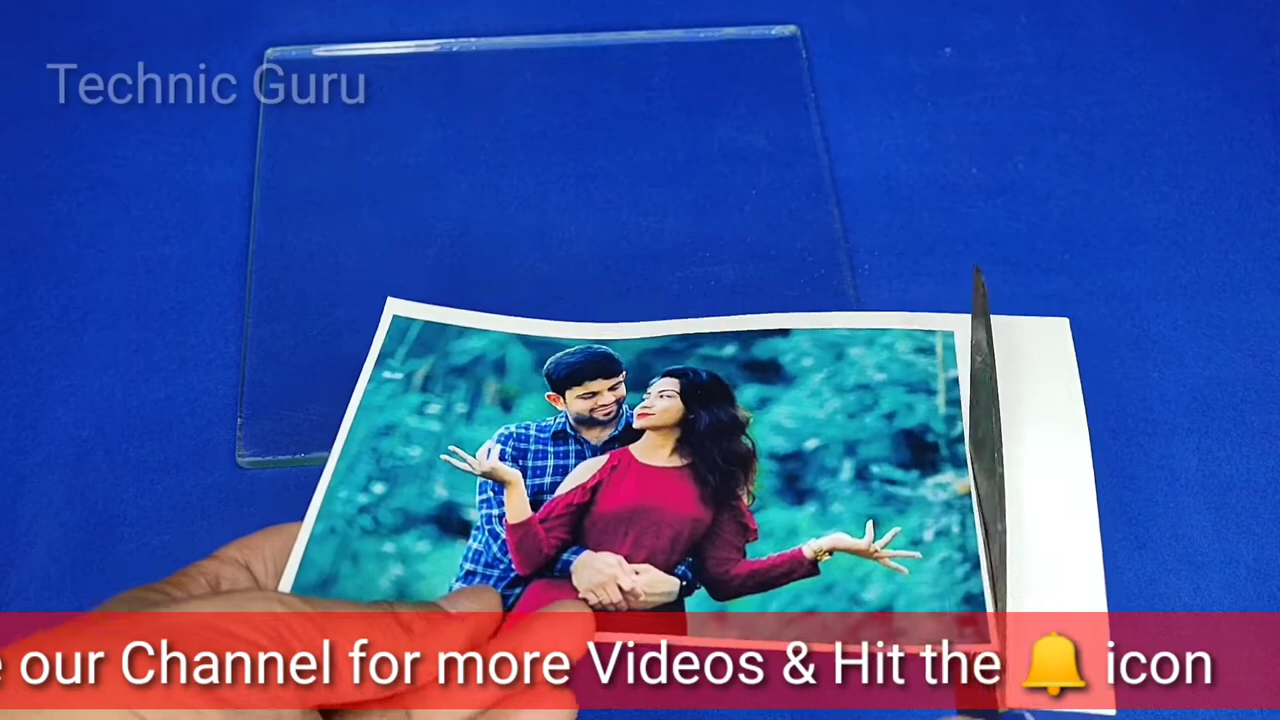 Technic Guru
our Channel for more Videos & Hit the 🔔 icon